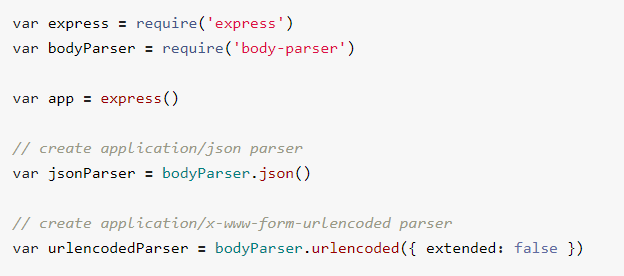 var express = require('express')
var bodyParser = require('body-parser')
var app = express()
// create application/json parser
var jsonParser = bodyParser.json()
// create application/x-www-form-urlencoded parser
var urlencodedParser = bodyParser.urlencoded({ extended: false })